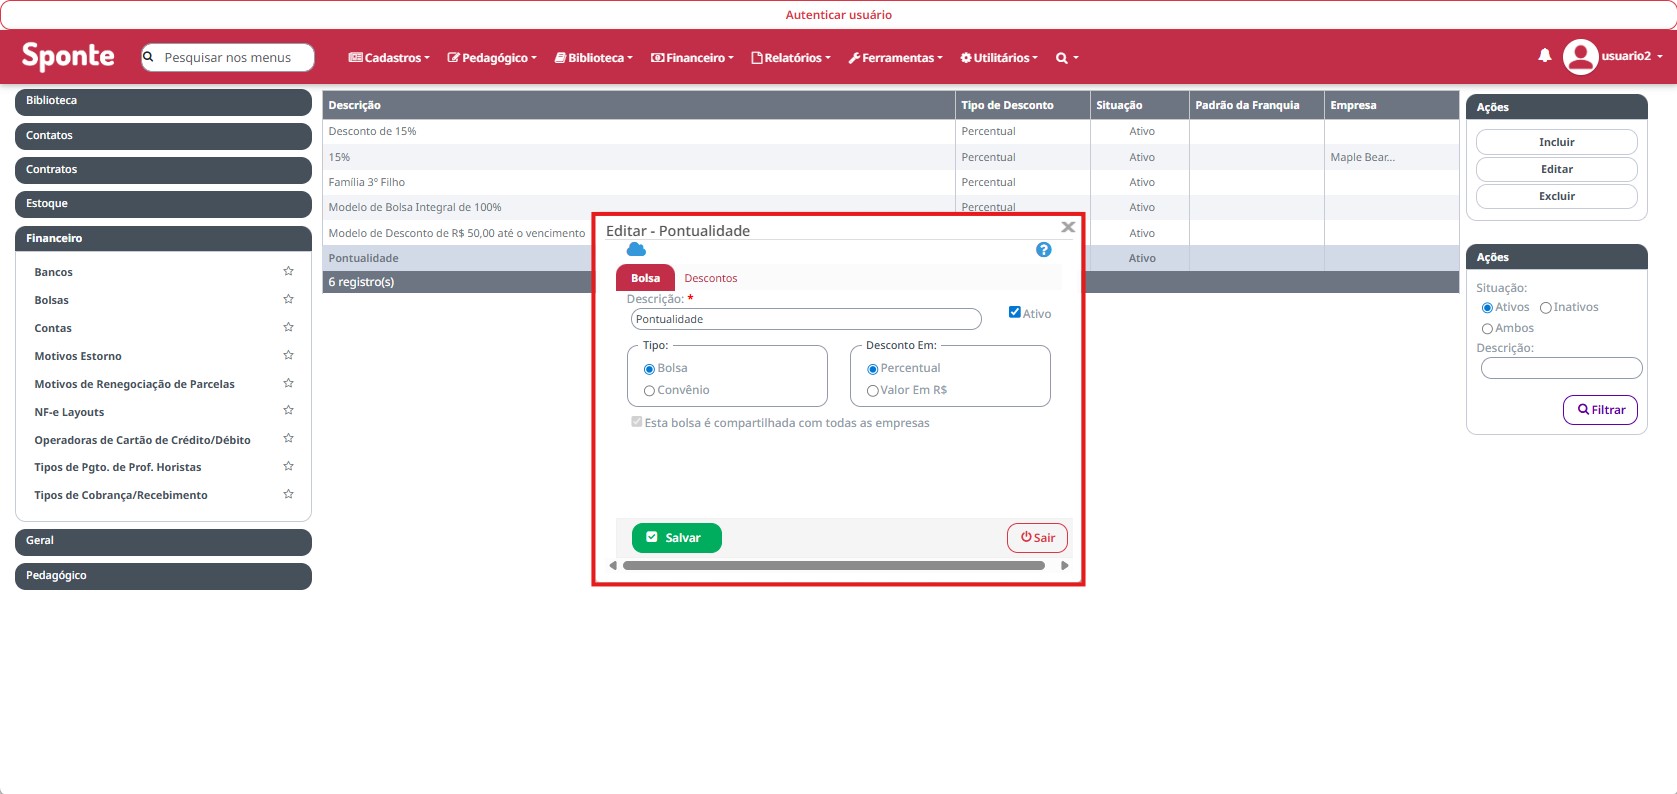 Autenticar usuário
Sponte
Pesquisar nos menus
Cadastros
Pedagógico
Biblioteca
Financeiro
Relatórios
Ferramentas
Utilitários
usuario2
Biblioteca
Contatos
Contratos
Estoque
Financeiro
Bancos
Bolsas
Contas
Motivos Estorno
Motivos de Renegociação de Parcelas
NF-e Layouts
Operadoras de Cartão de Crédito/Débito
Tipos de Pgto. de Prof. Horistas
Tipos de Cobrança/Recebimento
Geral
Pedagógico
Descrição Tipo de Desconto Situação Padrão da Franquia Empresa
Desconto de 15% Percentual Ativo
15% Percentual Ativo Maple Bear...
Família 3º Filho Percentual Ativo
Modelo de Bolsa Integral de 100% Percentual Ativo
Modelo de Desconto de R$ 50,00 até o vencimento Ativo
Pontualidade Ativo
6 registro(s)
Editar - Pontualidade
?
Bolsa Descontos
Descrição: *
Pontualidade
Ativo
Tipo:
Bolsa
Convênio
Desconto Em:
Percentual
Valor Em R$
Esta bolsa é compartilhada com todas as empresas
Salvar
Sair
Ações
Incluir
Editar
Excluir
Ações
Situação:
Ativos Inativos
Ambos
Descrição:
Filtrar